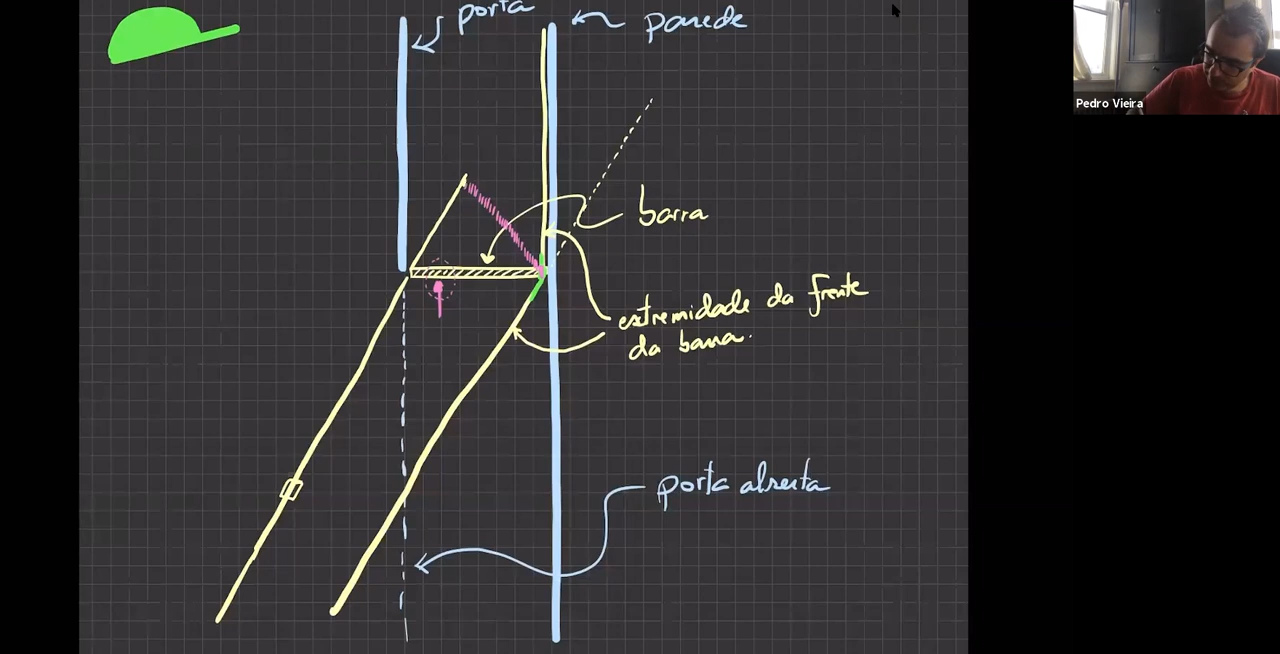 porta
parede
Pedro Vieira
barra
extremidade da frente
da barra.
porta aberta